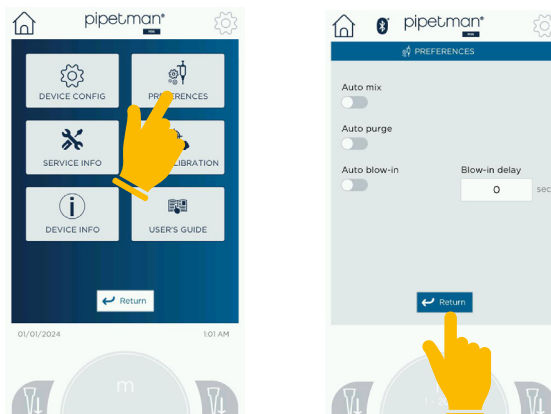 pipetman®
DEVICE CONFIG
PREFERENCES
SERVICE INFO
DEVICE INFO
USER'S GUIDE
Return
01/01/2024
1:01 AM
m
pipetman®
PREFERENCES
Auto mix
Auto purge
Auto blow-in
Blow-in delay
0
sec
Return